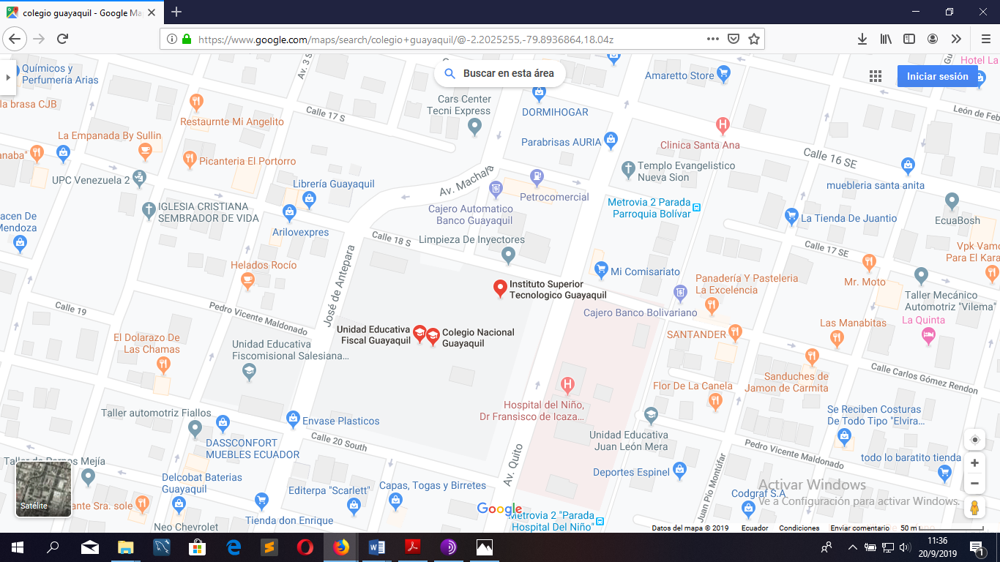 colegio guayaquil - Google Ma
https://www.google.com/maps/search/colegio+guayaquil/@-2.2025255,-79.8936864,18.04z
Químicos y
Perfumería Arias
Av. 3 S
Buscar en esta área
Amaretto Store
Iniciar sesión
Hotel La
la brasa CJB
Restaurnte Mi Angelito
Calle 17 S
Cars Center
Tecni Express
DORMIHOGAR
León de Feb
La Empanada By Sullin
Parabrisas AURIA
Clinica Santa Ana
Calle 16 SE
anaba"
Picanteria El Portorro
UPC Venezuela 2
Librería Guayaquil
Av. Machara
Templo Evangelistico
Nueva Sion
muebleria santa anita
Petrocomercial
IGLESIA CRISTIANA
SEMBRADOR DE VIDA
Cajero Automatico
Banco Guayaquil
Metrovia 2 Parada
Parroquia Bolívar
La Tienda De Juantio
EcuaBosh
acen De
Mendoza
Arilovexpres
Calle 18 S
Limpieza De Inyectores
Calle 17 SE
Vpk Vam
Para El Kara
Helados Rocío
José de Antepara
Mi Comisariato
Instituto Superior
Tecnologico Guayaquil
Panadería Y Pasteleria
La Excelencia
Mr. Moto
Taller Mecánico
Automotriz "Vilema"
Calle 19
Pedro Vicente Maldonado
Cajero Banco Bolivariano
Las Manabitas
La Quinta
El Dolarazo De
Las Chamas
Unidad Educativa
Fiscal Guayaquil
Colegio Nacional
Guayaquil
SANTANDER
Unidad Educativa
Fiscomisional Salesiana...
Calle Carlos Gómez Rendon
Sanduches de
Jamon de Carmita
Flor De La Canela
Hospital del Niño,
Dr Fransisco de Icaza...
Taller automotriz Fiallos
Envase Plasticos
Se Reciben Costuras
De Todo Tipo "Elvira...
DASSCONFORT
MUEBLES ECUADOR
Calle 20 South
Unidad Educativa
Juan León Mera
Pedro Vicente Maldonado
todo lo baratito tienda
Taller de Pernos Mejía
Av. Quito
Deportes Espinel
Juan Pío Montúfar
Delcobat Baterias
Guayaquil
Editerpa "Scarlett"
Capas, Togas y Birretes
Activar Windows
Ve a Configuración para activar Windows.
Codgraf S.A.
Satélite
ante Sra. sole
Neo Chevrolet
Tienda don Enrique
Google
Metrovia 2 "Parada
Hospital Del Niño"
Datos del mapa © 2019 Ecuador Condiciones Enviar comentario 50 m
11:36
20/9/2019
1